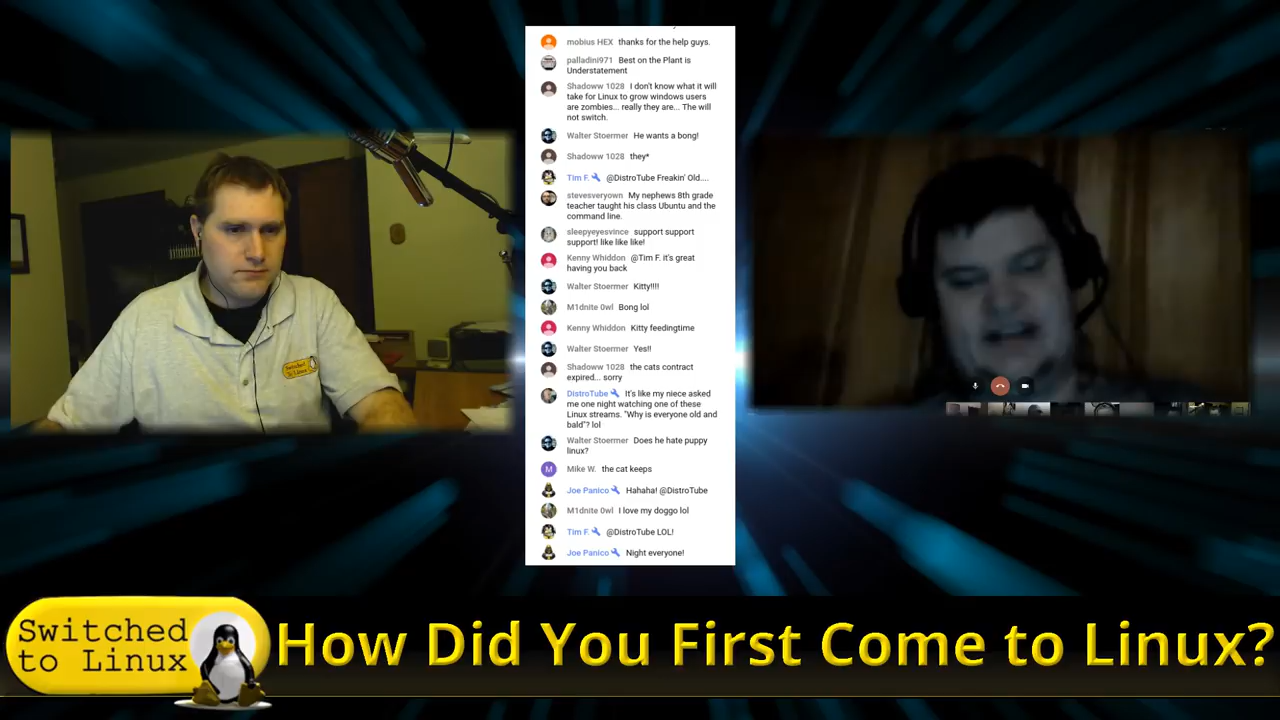 mobius HEX thanks for the help guys.
palladini971 Best on the Plant is
Understatement
Shadoww 1028 I don't know what it will
take for Linux to grow windows users
are zombies... really they are... The will
not switch.
Walter Stoermer He wants a bong!
Shadoww 1028 they*
Tim F. @DistroTube Freakin' Old....
stevesveryown My nephews 8th grade
teacher taught his class Ubuntu and the
command line.
sleepyeyesvince support support
support! like like like!
Kenny Whiddon @Tim F. it's great
having you back
Walter Stoermer Kitty!!!!
M1dnite 0wl Bong lol
Kenny Whiddon Kitty feedingtime
Walter Stoermer Yes!!
Shadoww 1028 the cats contract
expired... sorry
DistroTube It's like my niece asked
me one night watching one of these
Linux streams. "Why is everyone old and
bald"? lol
Walter Stoermer Does he hate puppy
linux?
M
Mike W. the cat keeps
Joe Panico Hahaha! @DistroTube
M1dnite 0wl I love my doggo lol
Tim F. @DistroTube LOL!
Joe Panico Night everyone!
Switched
to Linux
Switched
to Linux
How Did You First Come to Linux?